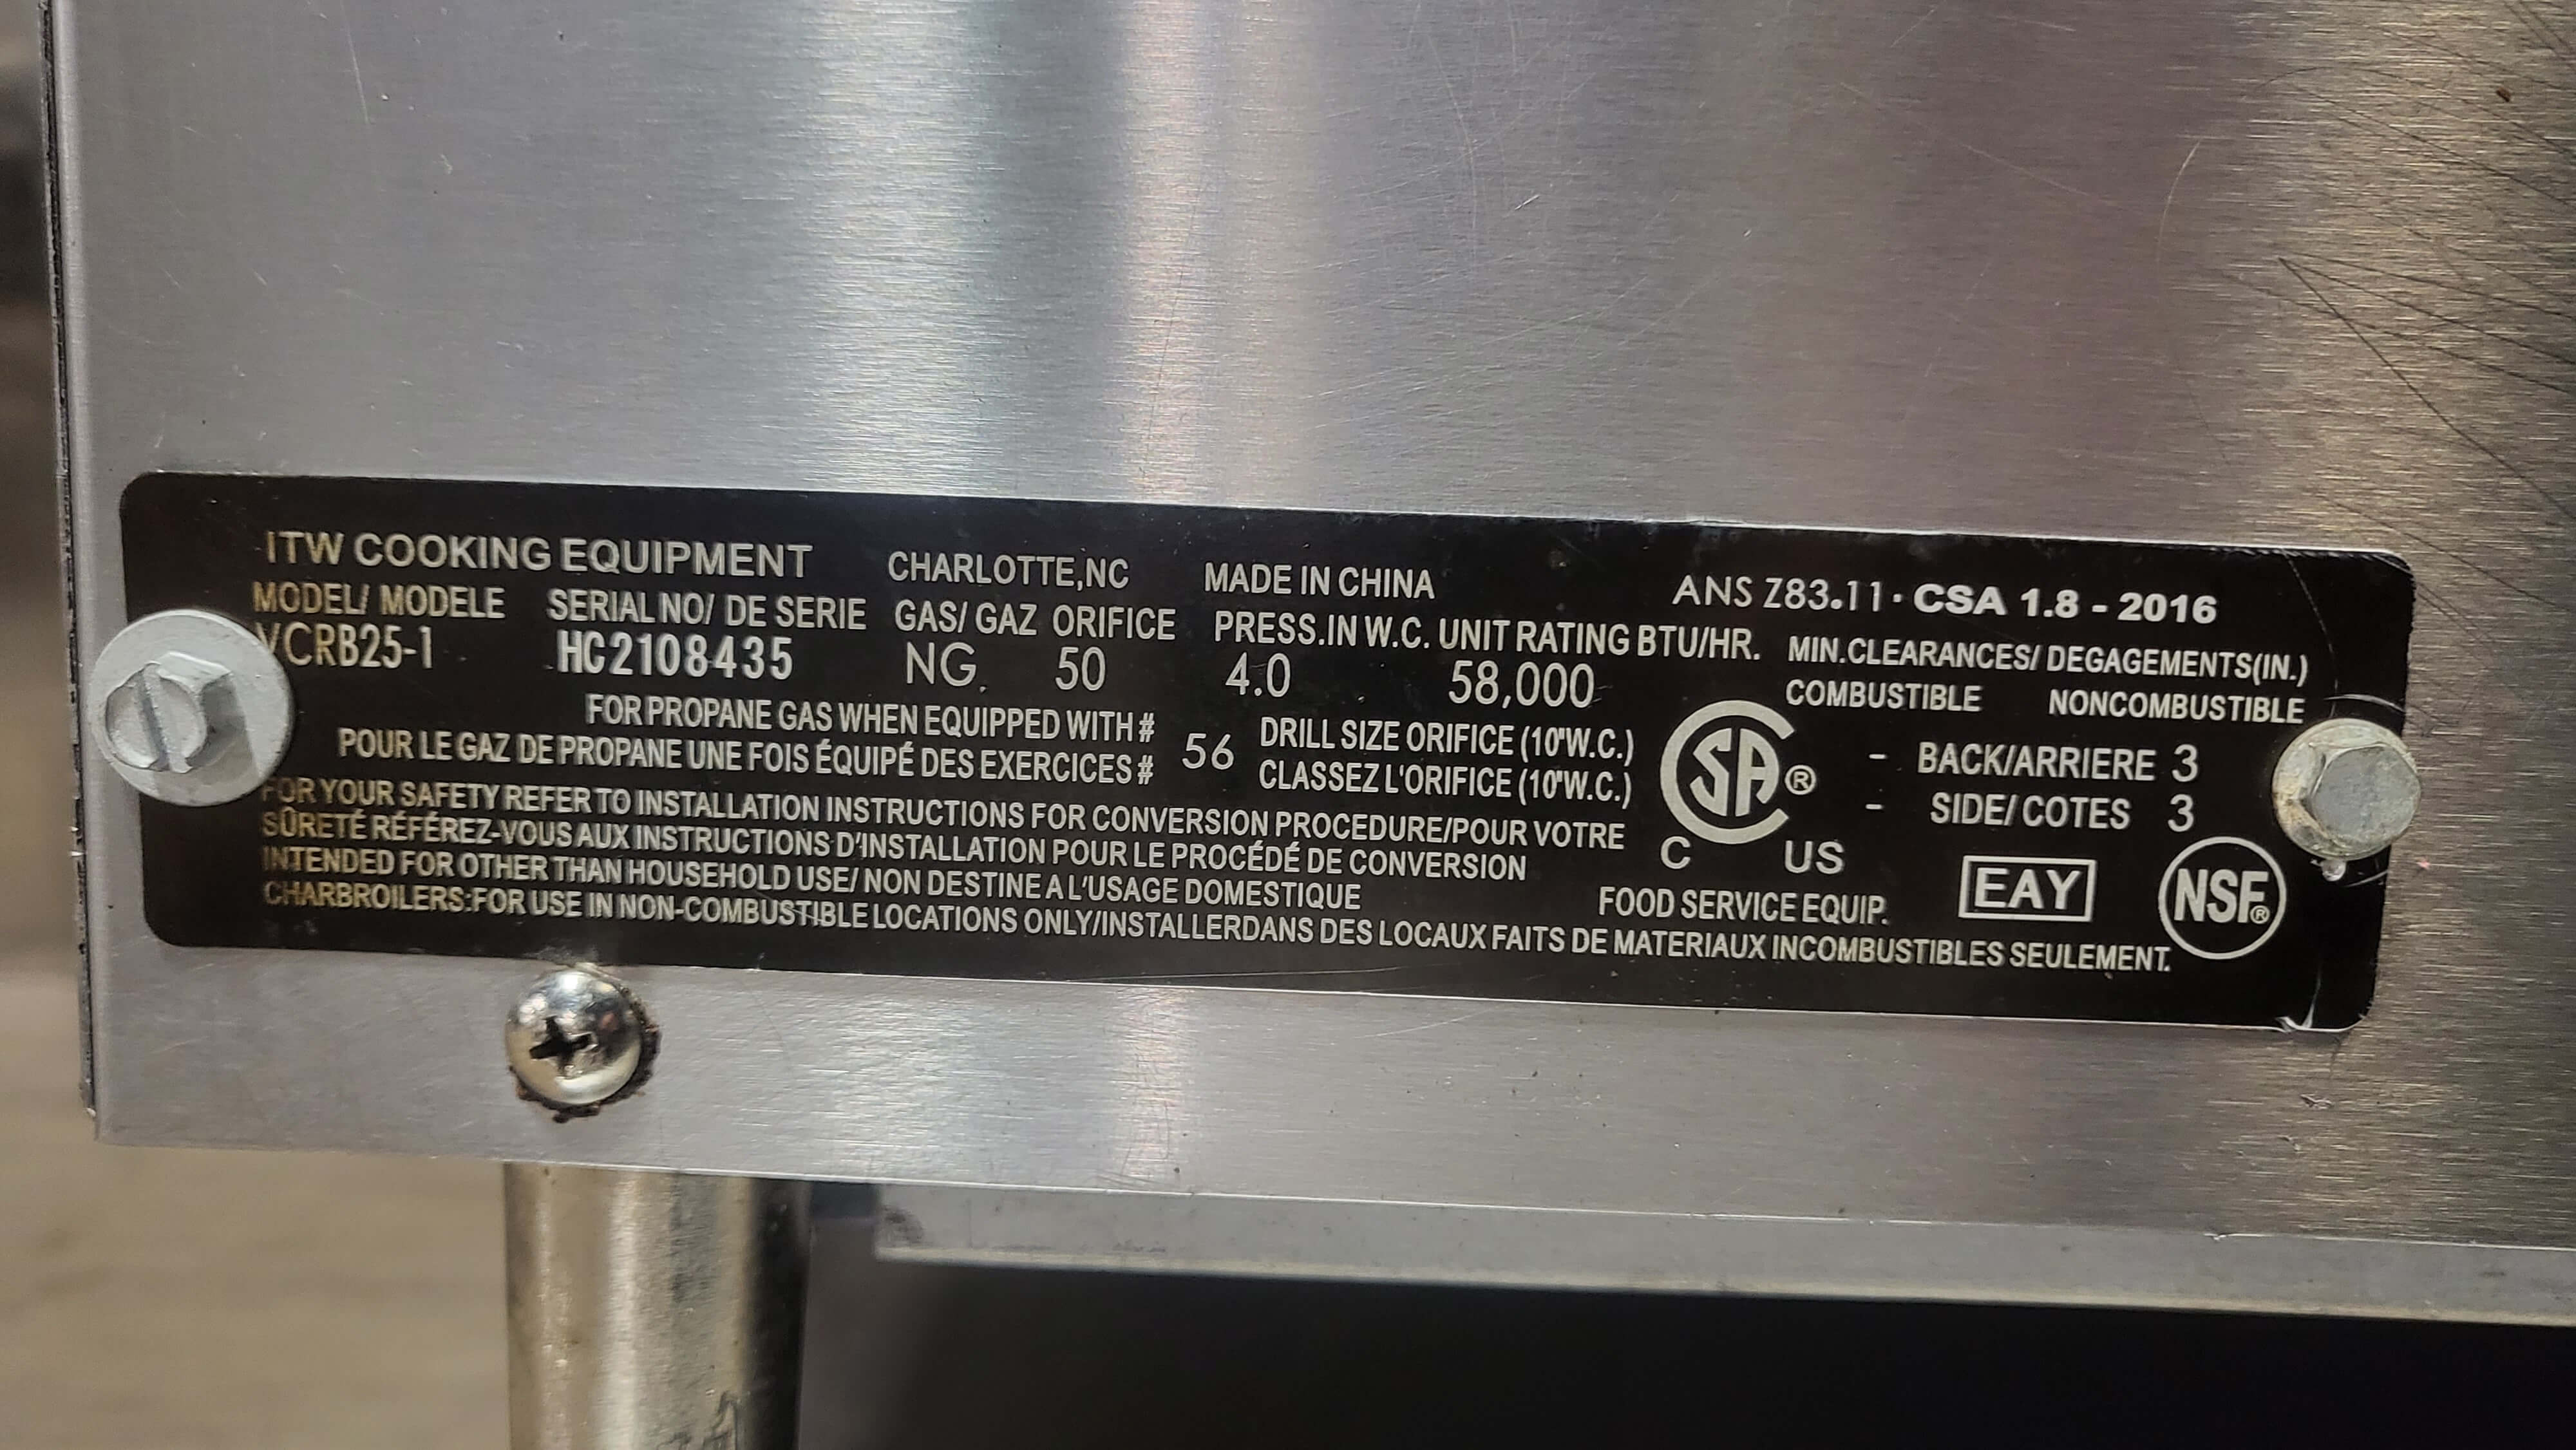 ITW COOKING EQUIPMENT CHARLOTTE,NC MADE IN CHINA ANS Z83.11 · CSA 1.8 - 2016
MODEL/ MODELE SERIAL NO/ DE SERIE GAS/ GAZ ORIFICE PRESS.IN W.C. UNIT RATING BTU/HR. MIN.CLEARANCES/ DEGAGEMENTS(IN.)
VCRB25-1 HC2108435 NG. 50 4.0 58,000 COMBUSTIBLE NONCOMBUSTIBLE
FOR PROPANE GAS WHEN EQUIPPED WITH # 56 DRILL SIZE ORIFICE (10"W.C.)
POUR LE GAZ DE PROPANE UNE FOIS ÉQUIPÉ DES EXERCICES # CLASSEZ L'ORIFICE (10"W.C.)
- BACK/ARRIERE 3
- SIDE/ COTES 3
FOR YOUR SAFETY REFER TO INSTALLATION INSTRUCTIONS FOR CONVERSION PROCEDURE/POUR VOTRE
SÛRETÉ RÉFÉREZ-VOUS AUX INSTRUCTIONS D'INSTALLATION POUR LE PROCÉDÉ DE CONVERSION
INTENDED FOR OTHER THAN HOUSEHOLD USE/ NON DESTINE A L'USAGE DOMESTIQUE
CHARBROILERS:FOR USE IN NON-COMBUSTIBLE LOCATIONS ONLY/INSTALLERDANS DES LOCAUX FAITS DE MATERIAUX INCOMBUSTIBLES SEULEMENT.
SA ®
C US
FOOD SERVICE EQUIP.
EAY
NSF®